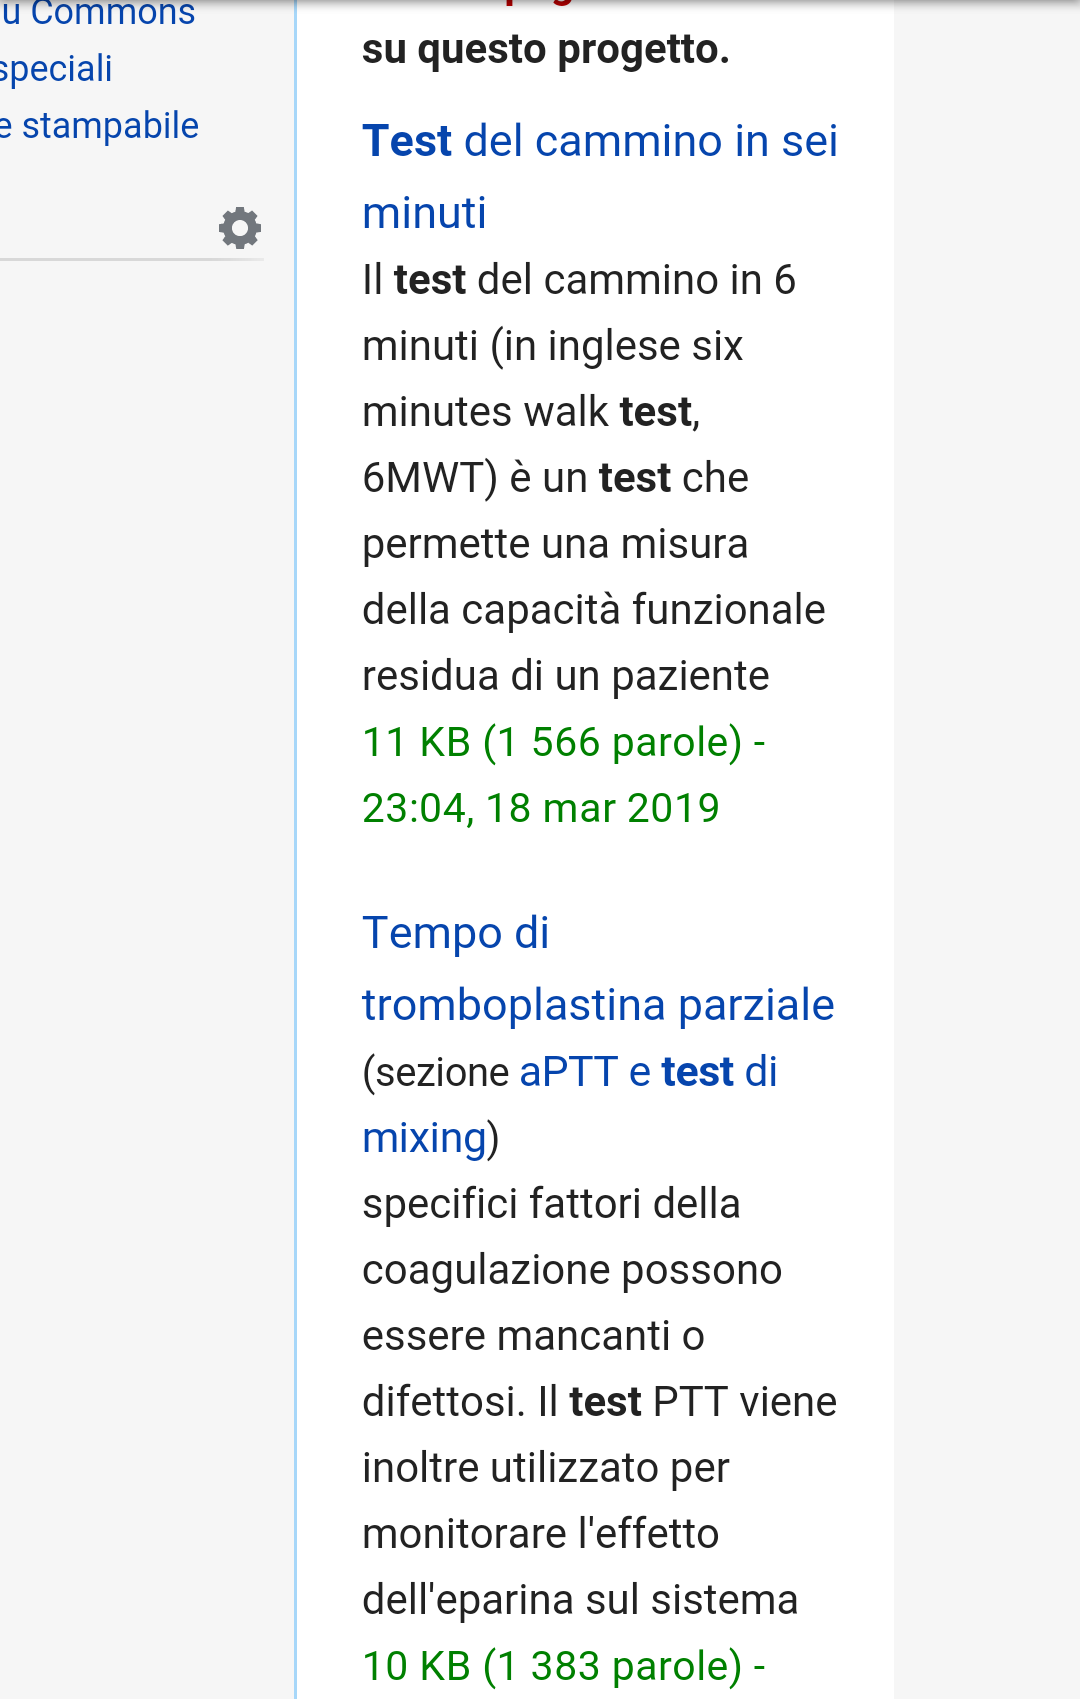 u Commons
speciali
e stampabile
su questo progetto.
Test del cammino in sei
minuti
Il test del cammino in 6
minuti (in inglese six
minutes walk test,
6MWT) è un test che
permette una misura
della capacità funzionale
residua di un paziente
11 KB (1 566 parole) -
23:04, 18 mar 2019
Tempo di
tromboplastina parziale
(sezione aPTT e test di
mixing)
specifici fattori della
coagulazione possono
essere mancanti o
difettosi. Il test PTT viene
inoltre utilizzato per
monitorare l'effetto
dell'eparina sul sistema
10 KB (1 383 parole) -